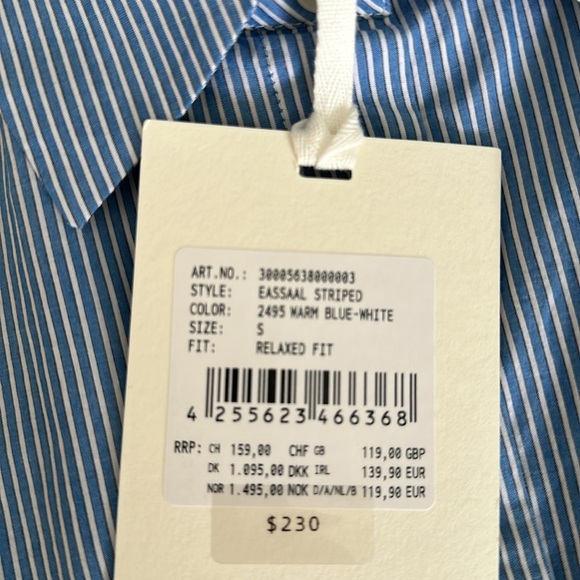 ART.NO.: 30005638000003
STYLE: EASSAAL STRIPED
COLOR: 2495 WARM BLUE-WHITE
SIZE: S
FIT: RELAXED FIT
4 255623 466368
RRP: CH 159,00 CHF GB 119,00 GBP
DK 1.095,00 DKK IRL 139,90 EUR
NOR 1.495,00 NOK D/A/NL/B 119,90 EUR
$230